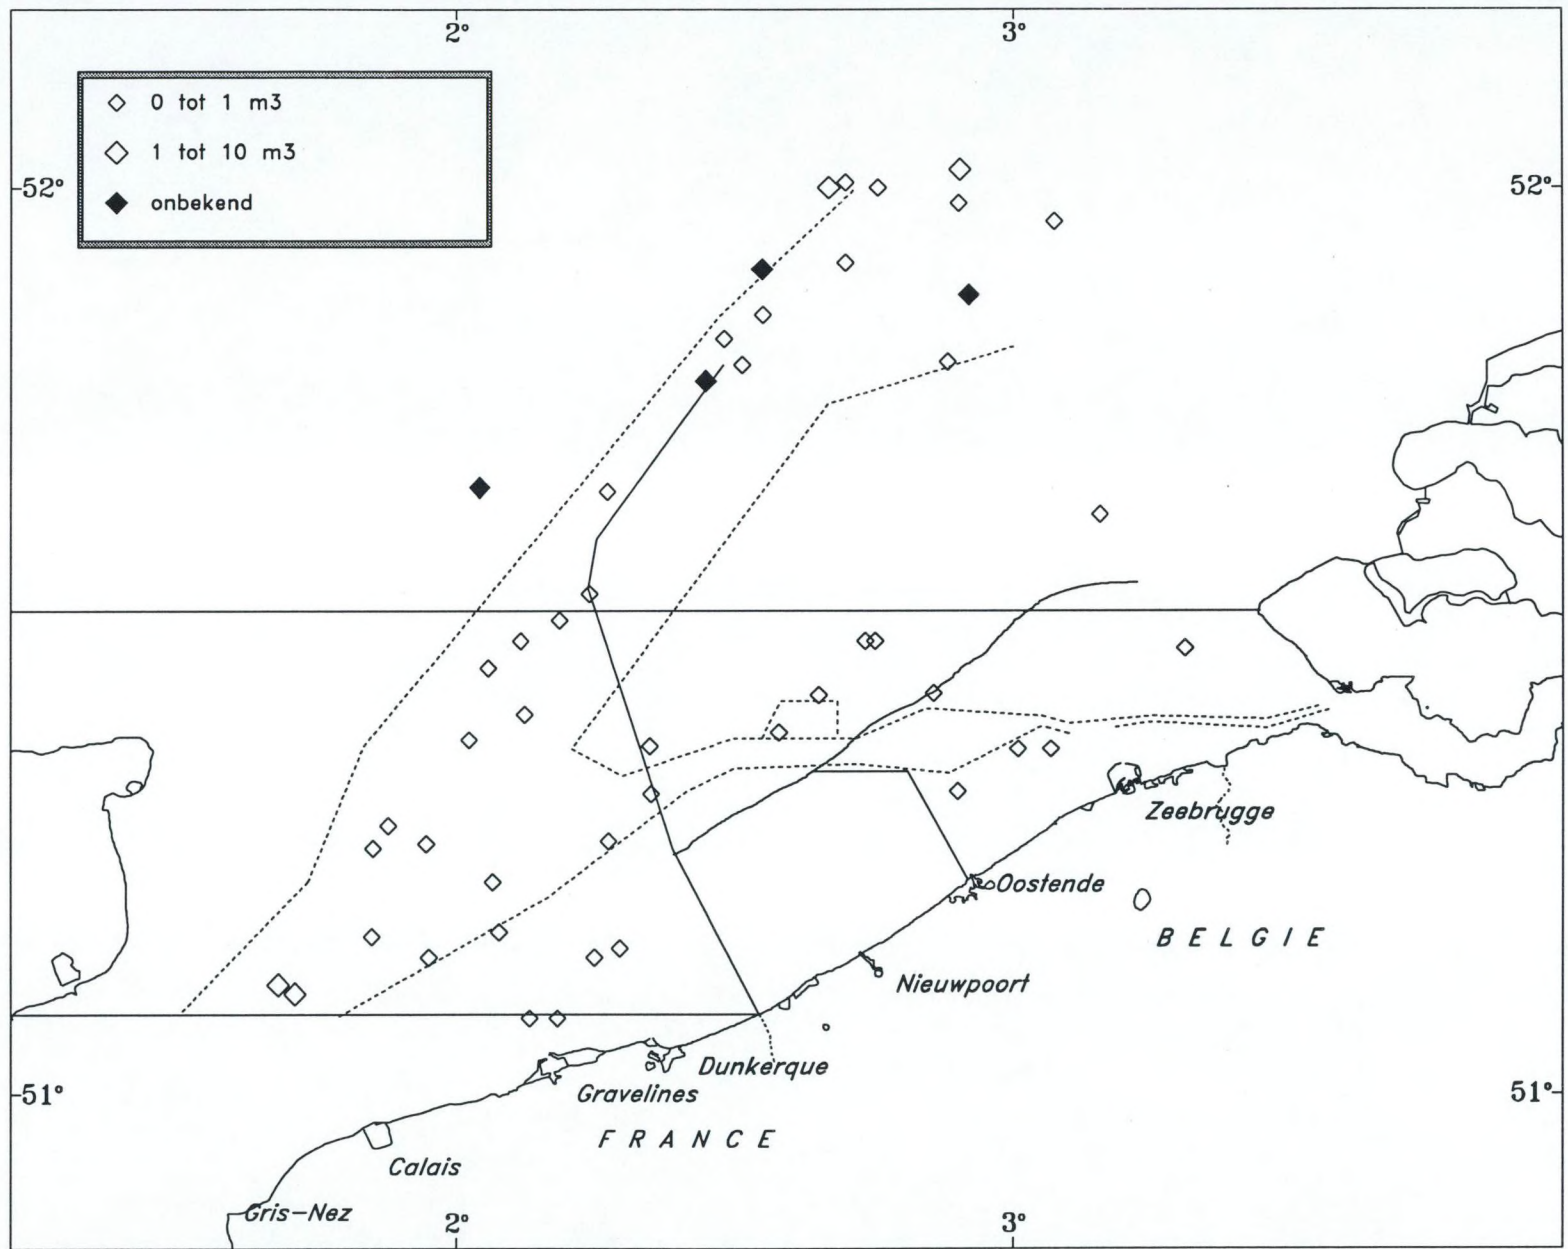 2° 3°
0 tot 1 m3
1 tot 10 m3
onbekend
52° 52°
Zeebrugge
Oostende
BELGIE
Nieuwpoort
Dunkerque
Gravelines
51° 51°
FRANCE
Calais
Gris-Nez
2° 3°